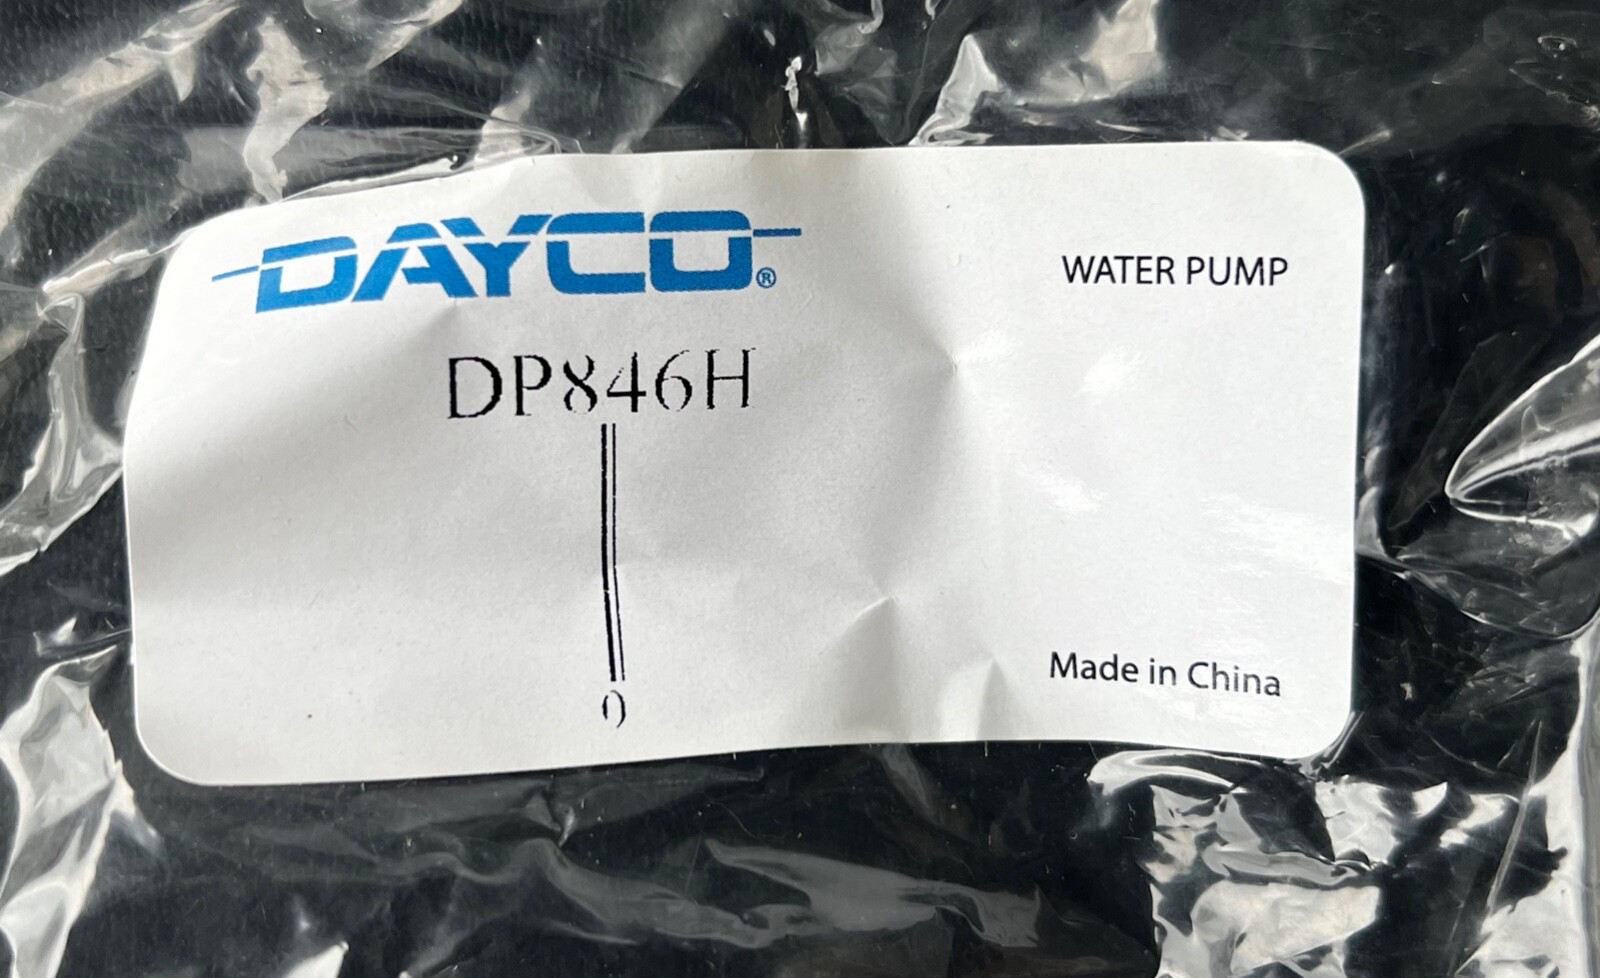 DAYCO®
WATER PUMP
DP846H
0
Made in China